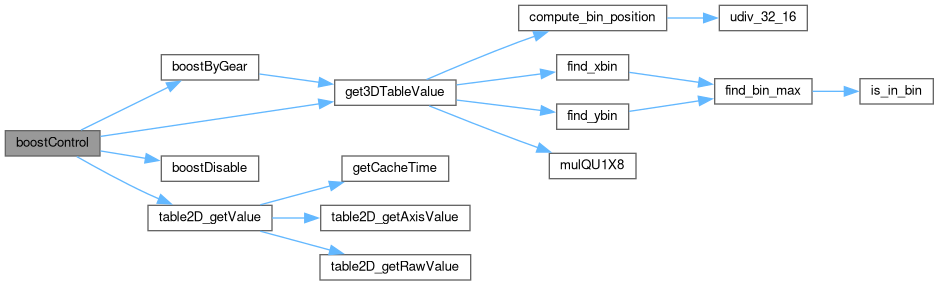 boostControl
boostByGear
boostDisable
table2D_getValue
get3DTableValue
getCacheTime
table2D_getAxisValue
table2D_getRawValue
compute_bin_position
find_xbin
find_ybin
mulQU1X8
udiv_32_16
find_bin_max
is_in_bin